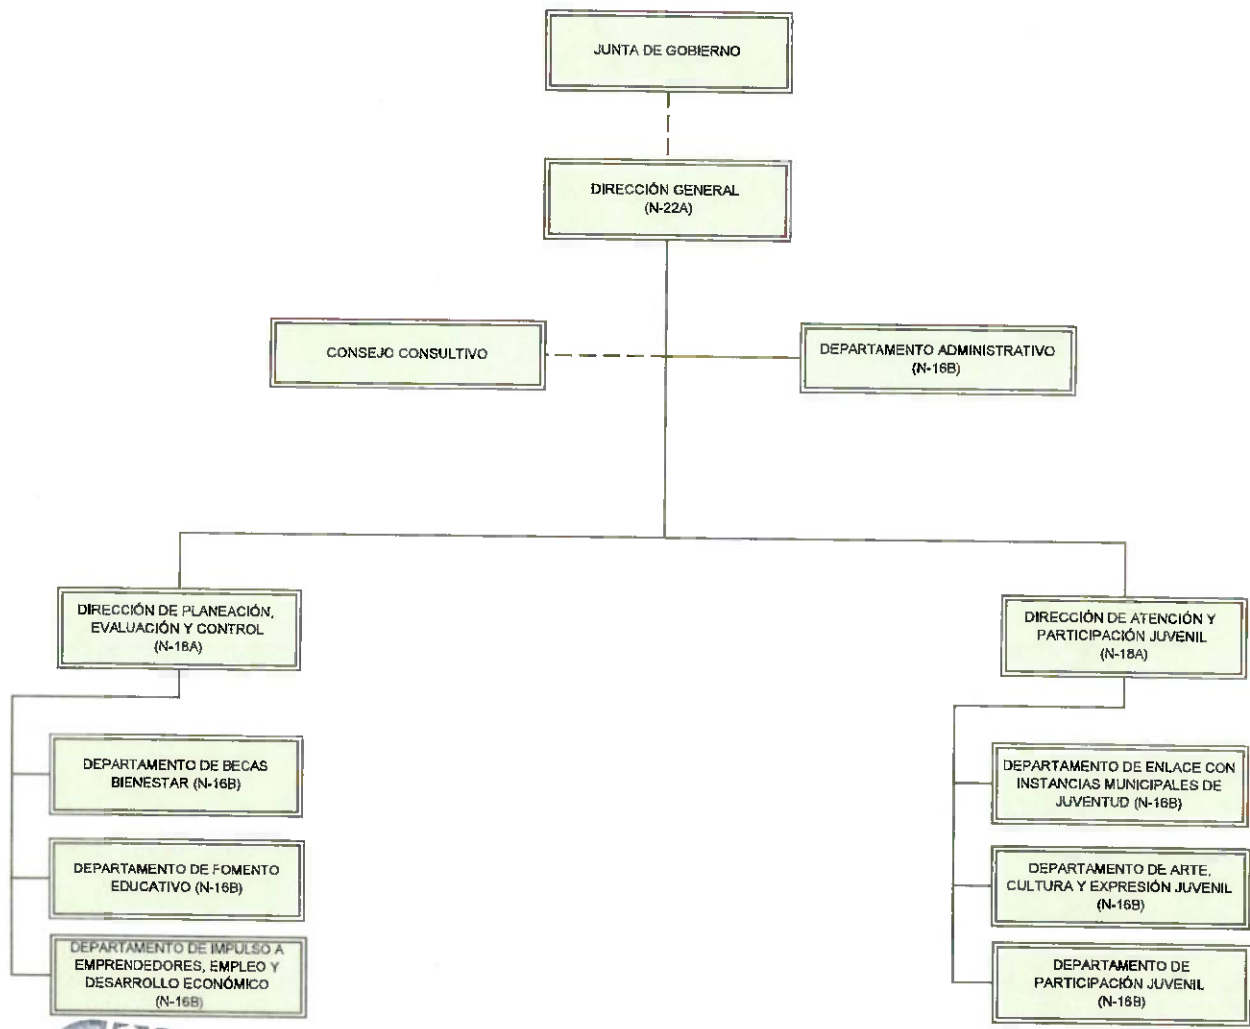 JUNTA DE GOBIERNO
DIRECCIÓN GENERAL
(N-22A)
CONSEJO CONSULTIVO
DEPARTAMENTO ADMINISTRATIVO
(N-16B)
DIRECCIÓN DE PLANEACIÓN,
EVALUACIÓN Y CONTROL
(N-18A)
DIRECCIÓN DE ATENCIÓN Y
PARTICIPACIÓN JUVENIL
(N-18A)
DEPARTAMENTO DE BECAS
BIENESTAR (N-16B)
DEPARTAMENTO DE FOMENTO
EDUCATIVO (N-16B)
DEPARTAMENTO DE IMPULSO A
EMPRENDEDORES, EMPLEO Y
DESARROLLO ECONÓMICO
(N-16B)
DEPARTAMENTO DE ENLACE CON
INSTANCIAS MUNICIPALES DE
JUVENTUD (N-16B)
DEPARTAMENTO DE ARTE,
CULTURA Y EXPRESIÓN JUVENIL
(N-16B)
DEPARTAMENTO DE
PARTICIPACIÓN JUVENIL
(N-16B)